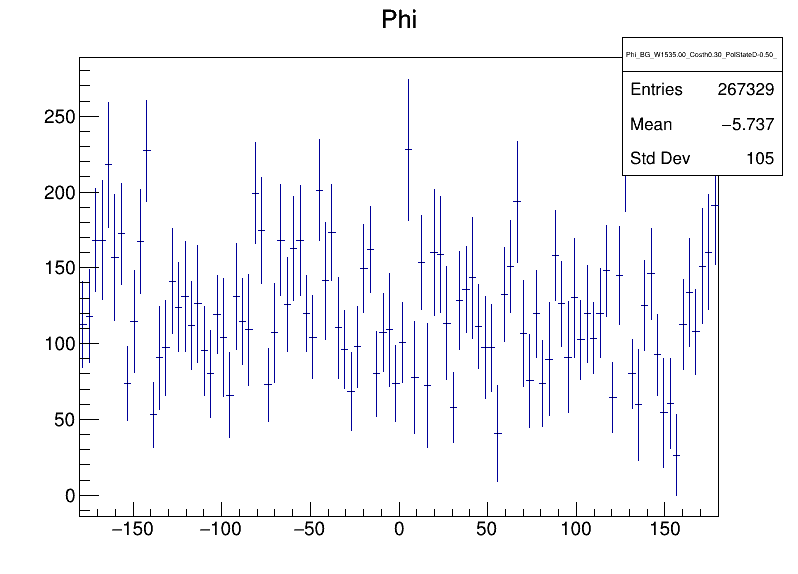 Phi
Phi_BG_W1535.00_Costh0.30_PolStateD-0.50_
Entries 267329
Mean −5.737
Std Dev 105
250
200
150
100
50
0
−150 −100 −50 0 50 100 150